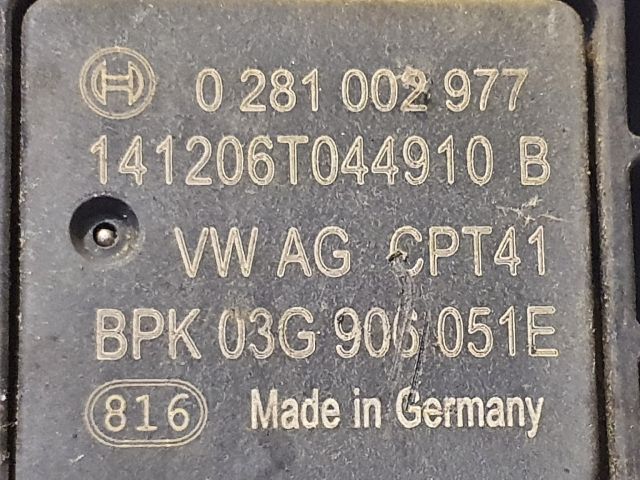 0 281 002 977
141206T044910 B
VW AG CPT41
BPK 03G 906 051E
816 Made in Germany